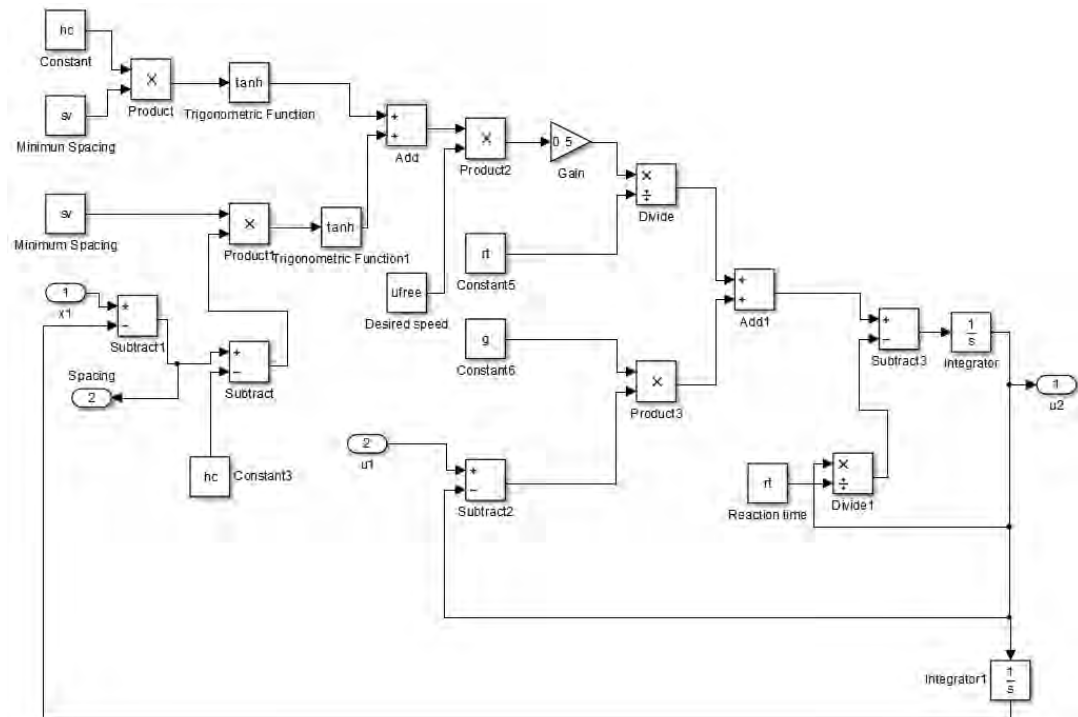 hc
Constant
×
Product
tanh
Trigonometric Function
sv
Minimun Spacing
+
+
Add
×
Product2
0 5
Gain
×
÷
Divide
sv
Minimum Spacing
×
Product1
tanh
Trigonometric Function1
rt
Constant5
ufree
Desired speed
+
+
Add1
1
x1
+
−
Subtract1
+
−
Subtract
Spacing
2
g
Constant6
×
Product3
+
−
Subtract3
1
s
Integrator
1
u2
hc
Constant3
2
u1
+
−
Subtract2
rt
Reaction time
×
÷
Divide1
Integrator1
1
s